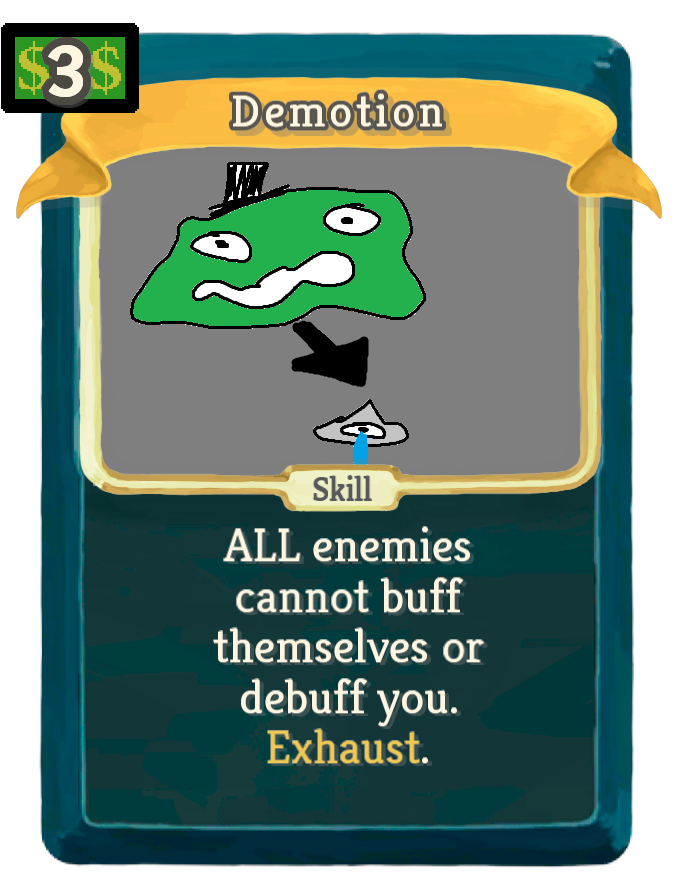 $3$
Demotion
Skill
ALL enemies
cannot buff
themselves or
debuff you.
Exhaust.